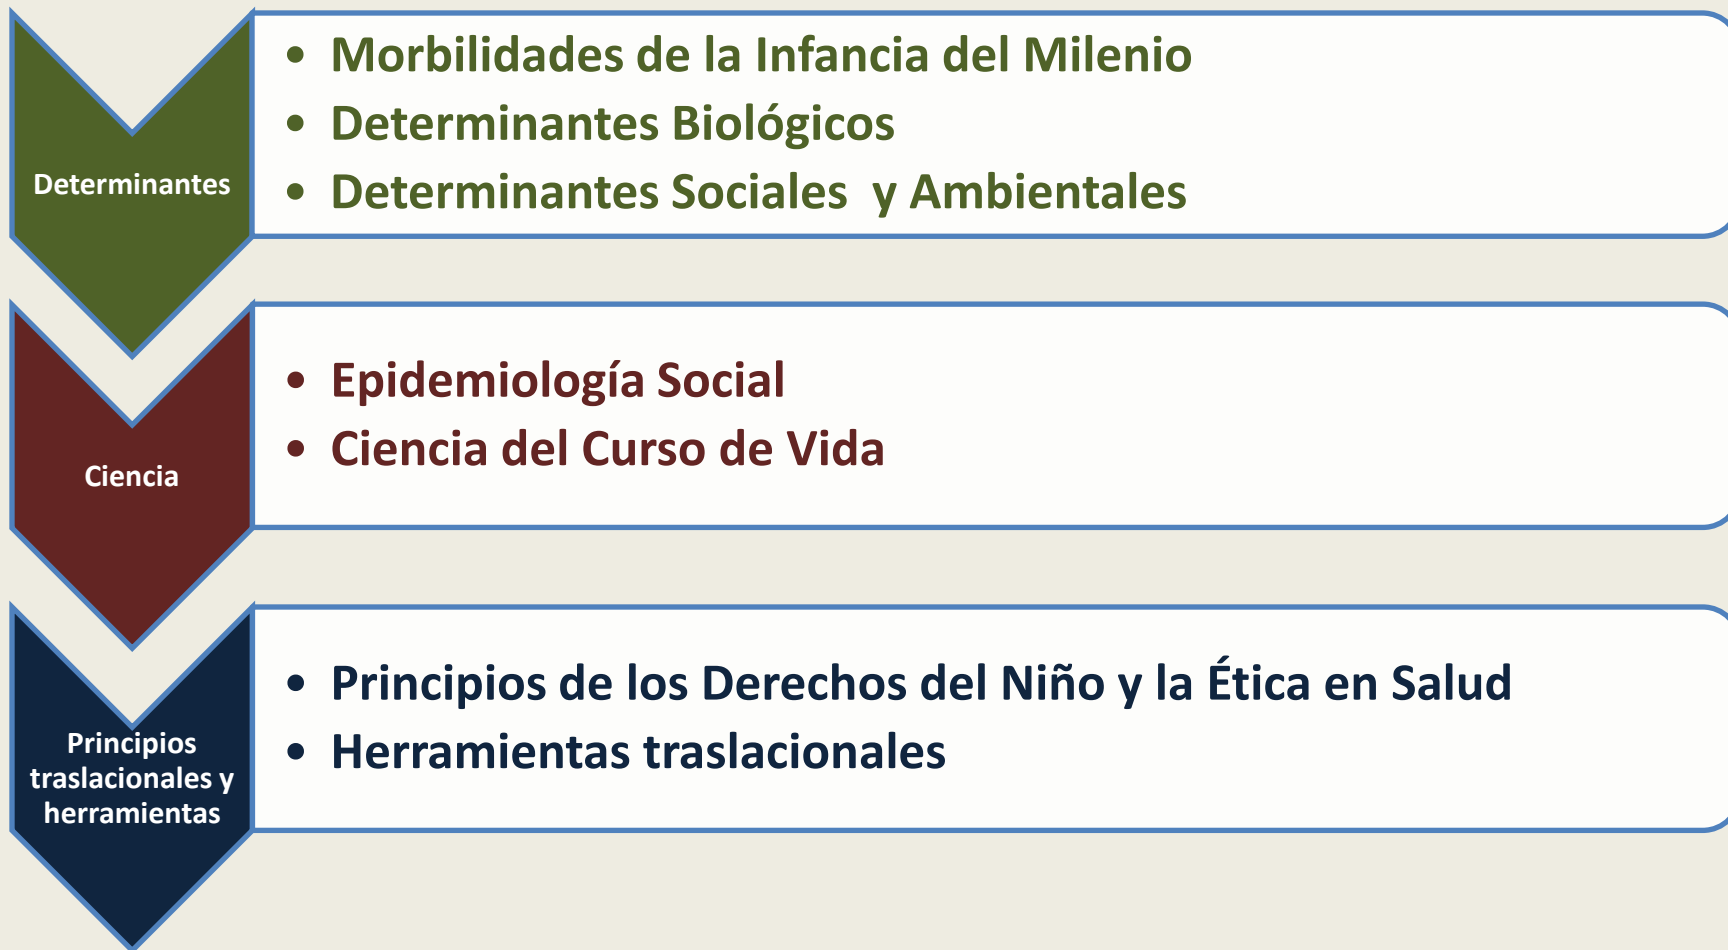 Determinantes
• Morbilidades de la Infancia del Milenio
• Determinantes Biológicos
• Determinantes Sociales  y Ambientales
Ciencia
• Epidemiología Social
• Ciencia del Curso de Vida
Principios
traslacionales y
herramientas
• Principios de los Derechos del Niño y la Ética en Salud
• Herramientas traslacionales